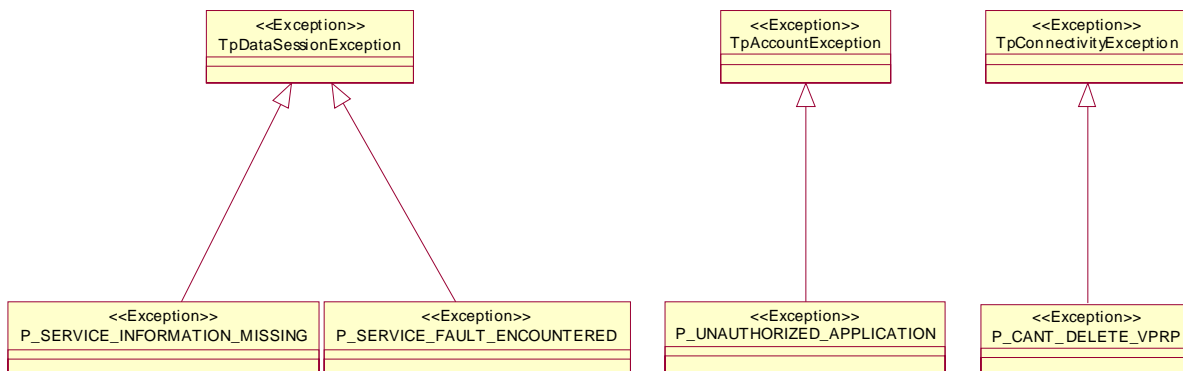 <<Exception>>
TpDataSessionException
<<Exception>>
TpAccountException
<<Exception>>
TpConnectivityException
<<Exception>>
P_SERVICE_INFORMATION_MISSING
<<Exception>>
P_SERVICE_FAULT_ENCOUNTERED
<<Exception>>
P_UNAUTHORIZED_APPLICATION
<<Exception>>
P_CANT_DELETE_VPRP